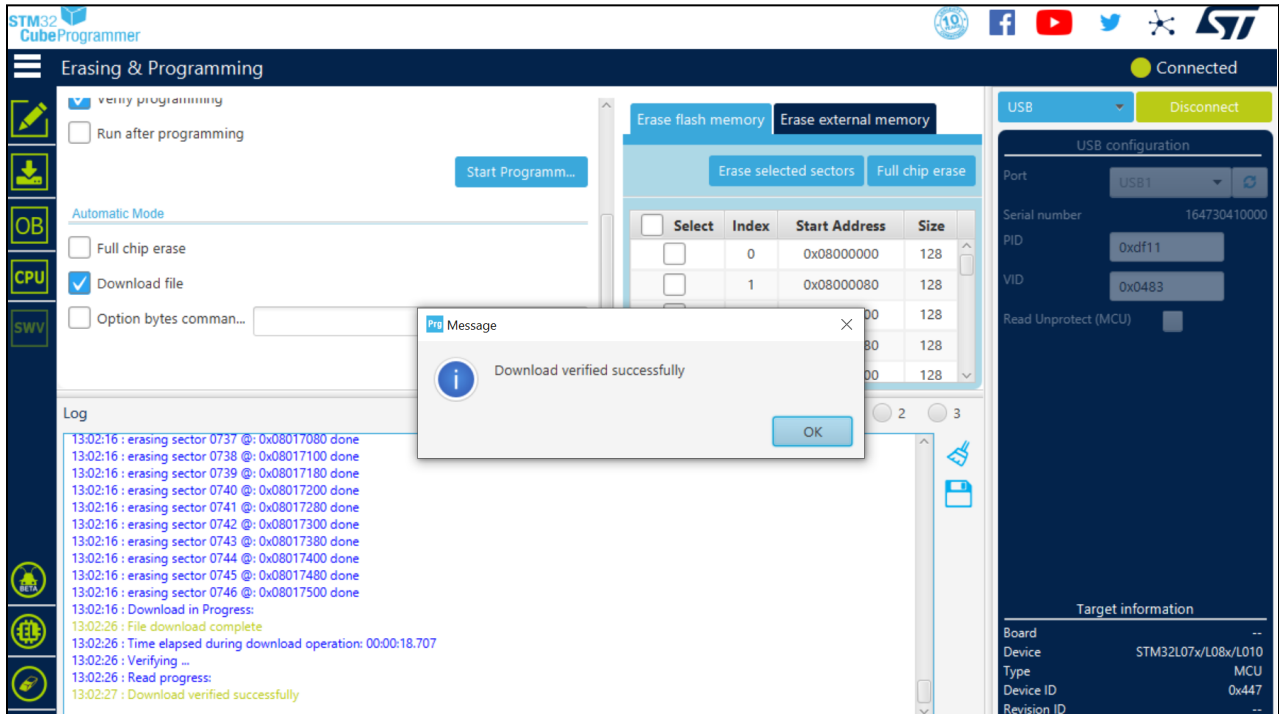 STM32
CubeProgrammer
10
Erasing & Programming
Connected
Verify programming
Run after programming
Start Programm...
Automatic Mode
Full chip erase
Download file
Option bytes comman...
OB
CPU
SWV
BETA
Erase flash memory
Erase external memory
Erase selected sectors
Full chip erase
Select Index Start Address Size
0 0x08000000 128
1 0x08000080 128
00 128
80 128
00 128
Prg Message
Download verified successfully
OK
Log
2 3
13:02:16 : erasing sector 0737 @: 0x08017080 done
13:02:16 : erasing sector 0738 @: 0x08017100 done
13:02:16 : erasing sector 0739 @: 0x08017180 done
13:02:16 : erasing sector 0740 @: 0x08017200 done
13:02:16 : erasing sector 0741 @: 0x08017280 done
13:02:16 : erasing sector 0742 @: 0x08017300 done
13:02:16 : erasing sector 0743 @: 0x08017380 done
13:02:16 : erasing sector 0744 @: 0x08017400 done
13:02:16 : erasing sector 0745 @: 0x08017480 done
13:02:16 : erasing sector 0746 @: 0x08017500 done
13:02:16 : Download in Progress:
13:02:26 : File download complete
13:02:26 : Time elapsed during download operation: 00:00:18.707
13:02:26 : Verifying ...
13:02:26 : Read progress:
13:02:27 : Download verified successfully
USB
Disconnect
USB configuration
Port USB1
Serial number 164730410000
PID 0xdf11
VID 0x0483
Read Unprotect (MCU)
Target information
Board --
Device STM32L07x/L08x/L010
Type MCU
Device ID 0x447
Revision ID --